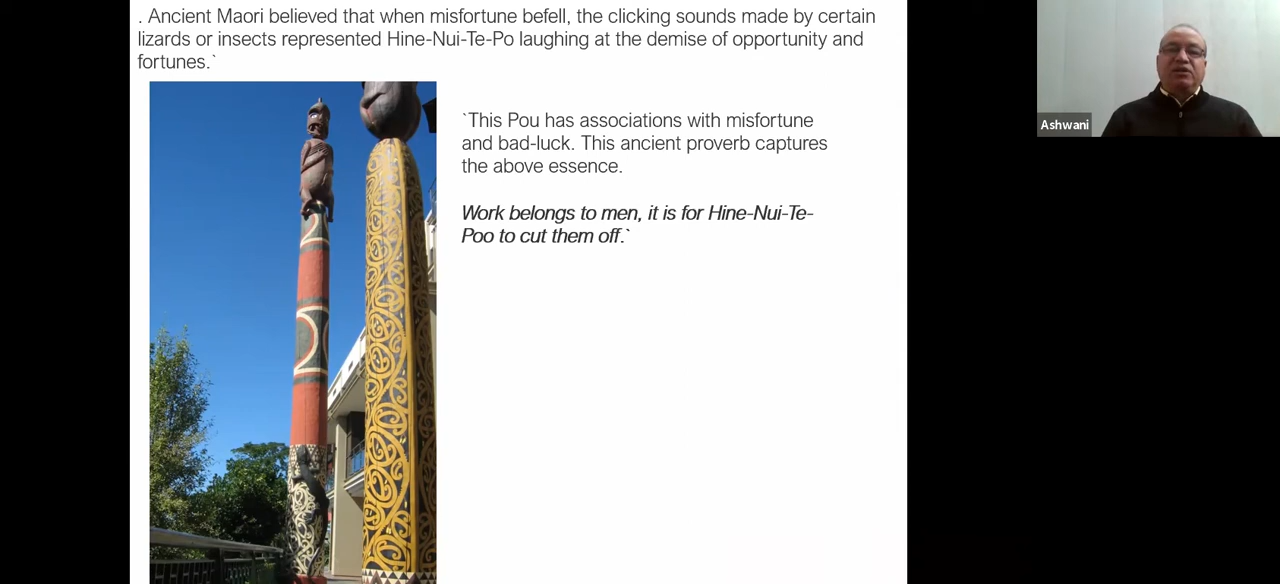 . Ancient Maori believed that when misfortune befell, the clicking sounds made by certain
lizards or insects represented Hine-Nui-Te-Po laughing at the demise of opportunity and
fortunes.`
`This Pou has associations with misfortune
and bad-luck. This ancient proverb captures
the above essence.
Work belongs to men, it is for Hine-Nui-Te-
Poo to cut them off.`
Ashwani